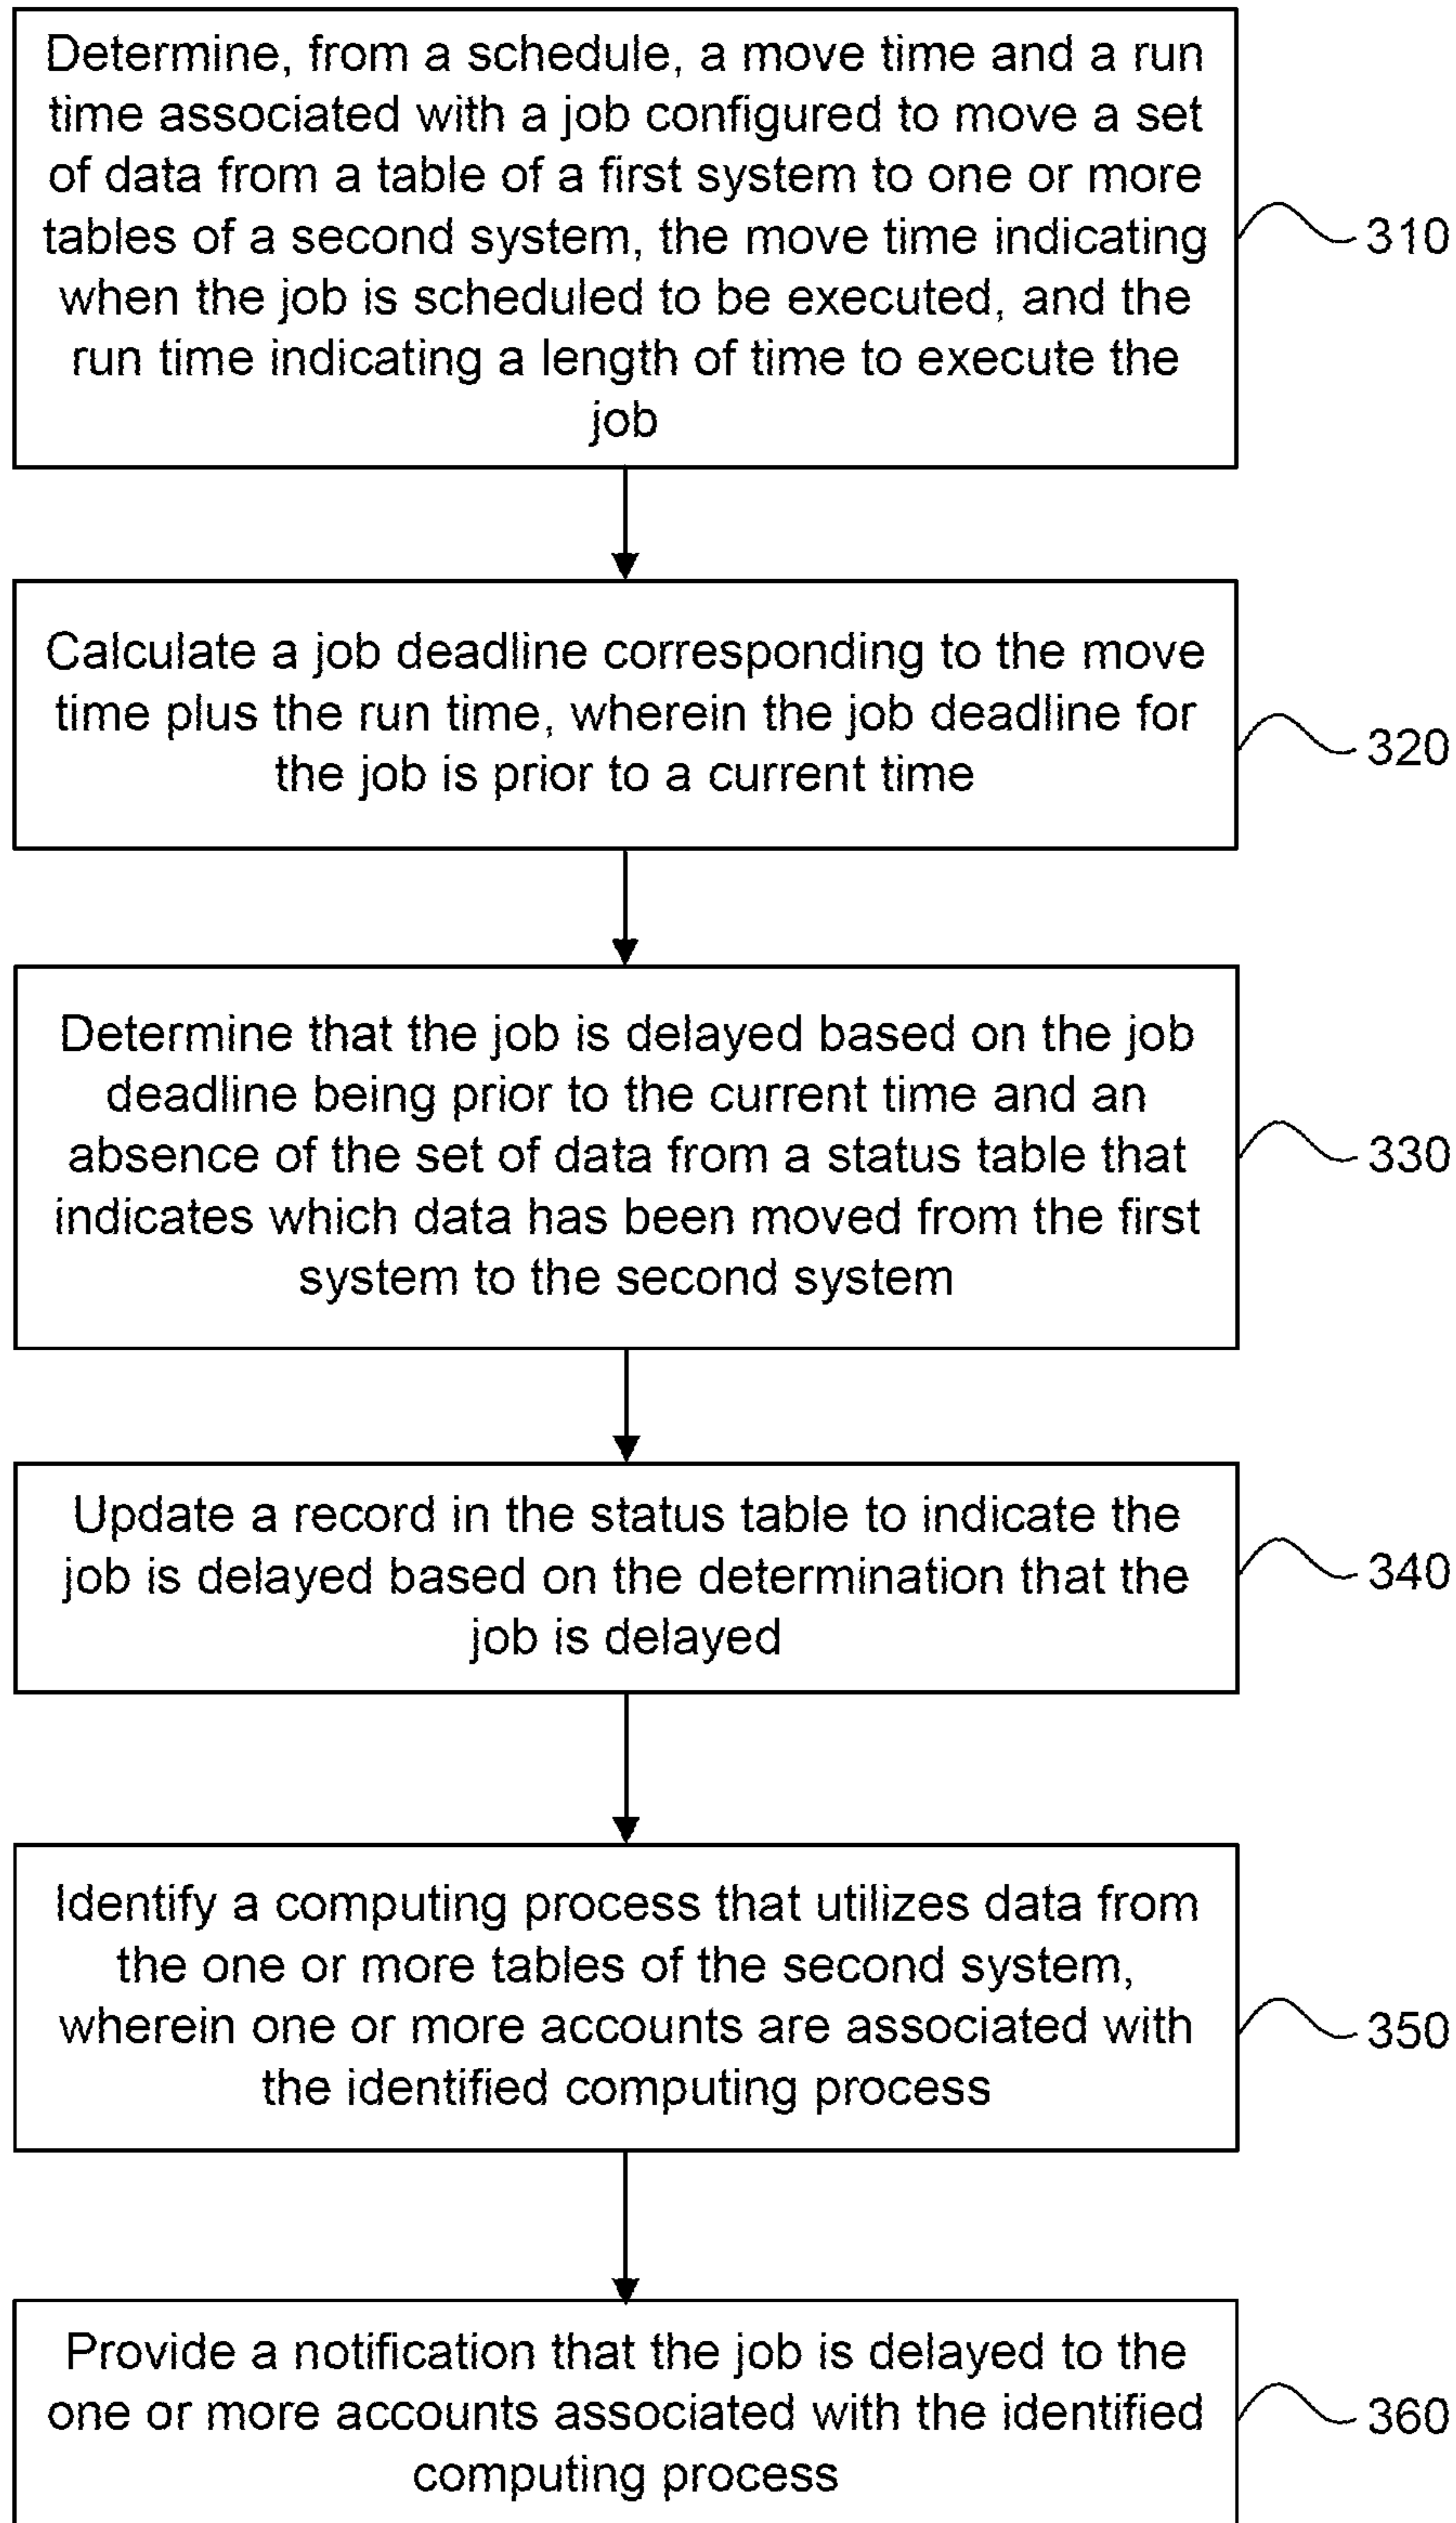 Determine, from a schedule, a move time and a run
time associated with a job configured to move a set
of data from a table of a first system to one or more
tables of a second system, the move time indicating
when the job is scheduled to be executed, and the
run time indicating a length of time to execute the
job
310
Calculate a job deadline corresponding to the move
time plus the run time, wherein the job deadline for
the job is prior to a current time
320
Determine that the job is delayed based on the job
deadline being prior to the current time and an
absence of the set of data from a status table that
indicates which data has been moved from the first
system to the second system
330
Update a record in the status table to indicate the
job is delayed based on the determination that the
job is delayed
340
Identify a computing process that utilizes data from
the one or more tables of the second system,
wherein one or more accounts are associated with
the identified computing process
350
Provide a notification that the job is delayed to the
one or more accounts associated with the identified
computing process
360